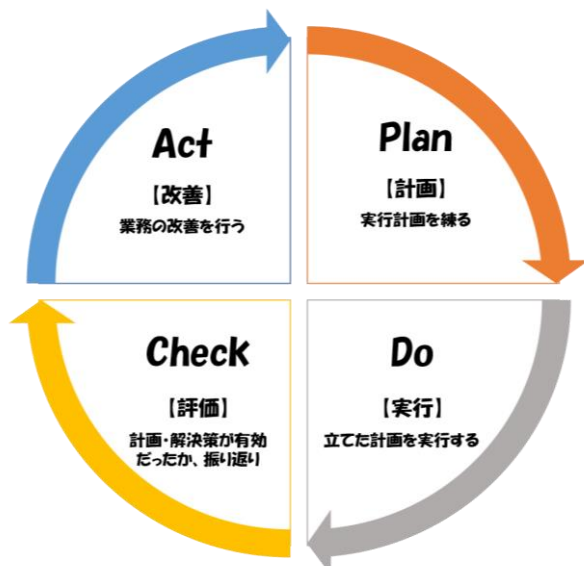 Act
【改善】
業務の改善を行う
Plan
【計画】
実行計画を練る
Check
【評価】
計画・解決策が有効
だったか、振り返り
Do
【実行】
立てた計画を実行する